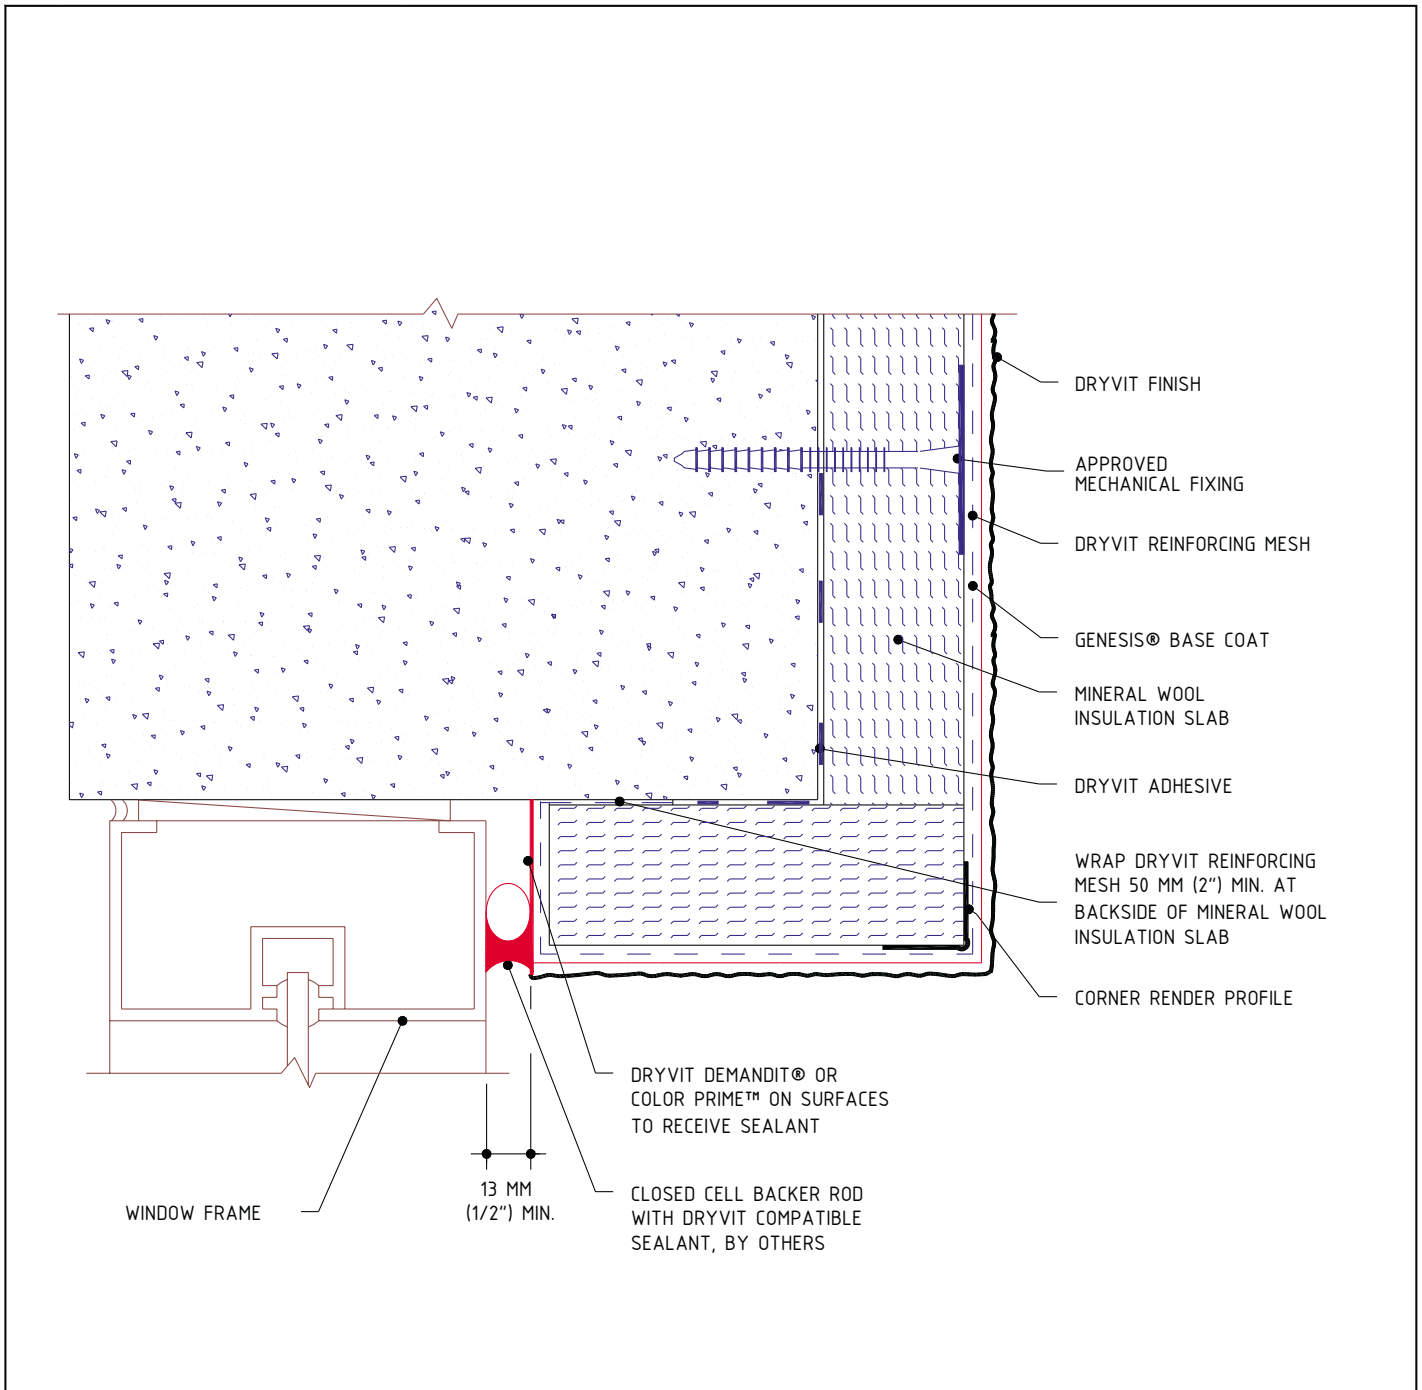 DRYVIT FINISH
APPROVED
MECHANICAL FIXING
DRYVIT REINFORCING MESH
GENESIS® BASE COAT
MINERAL WOOL
INSULATION SLAB
DRYVIT ADHESIVE
WRAP DRYVIT REINFORCING
MESH 50 MM (2") MIN. AT
BACKSIDE OF MINERAL WOOL
INSULATION SLAB
CORNER RENDER PROFILE
DRYVIT DEMANDIT® OR
COLOR PRIME™ ON SURFACES
TO RECEIVE SEALANT
CLOSED CELL BACKER ROD
WITH DRYVIT COMPATIBLE
SEALANT, BY OTHERS
13 MM
(1/2") MIN.
WINDOW FRAME